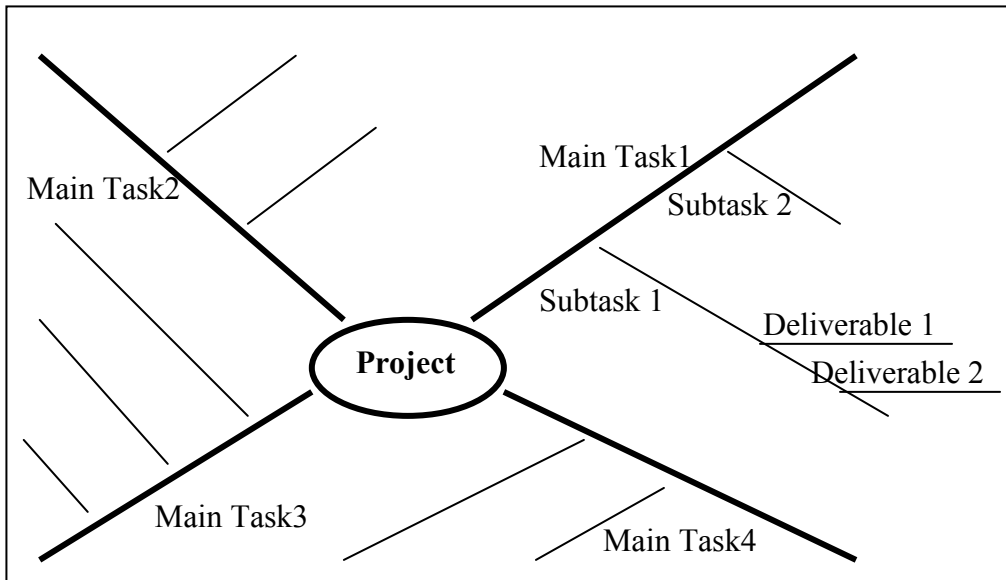 Main Task1
Main Task2
Subtask 2
Subtask 1
Deliverable 1
Project
Deliverable 2
Main Task3
Main Task4